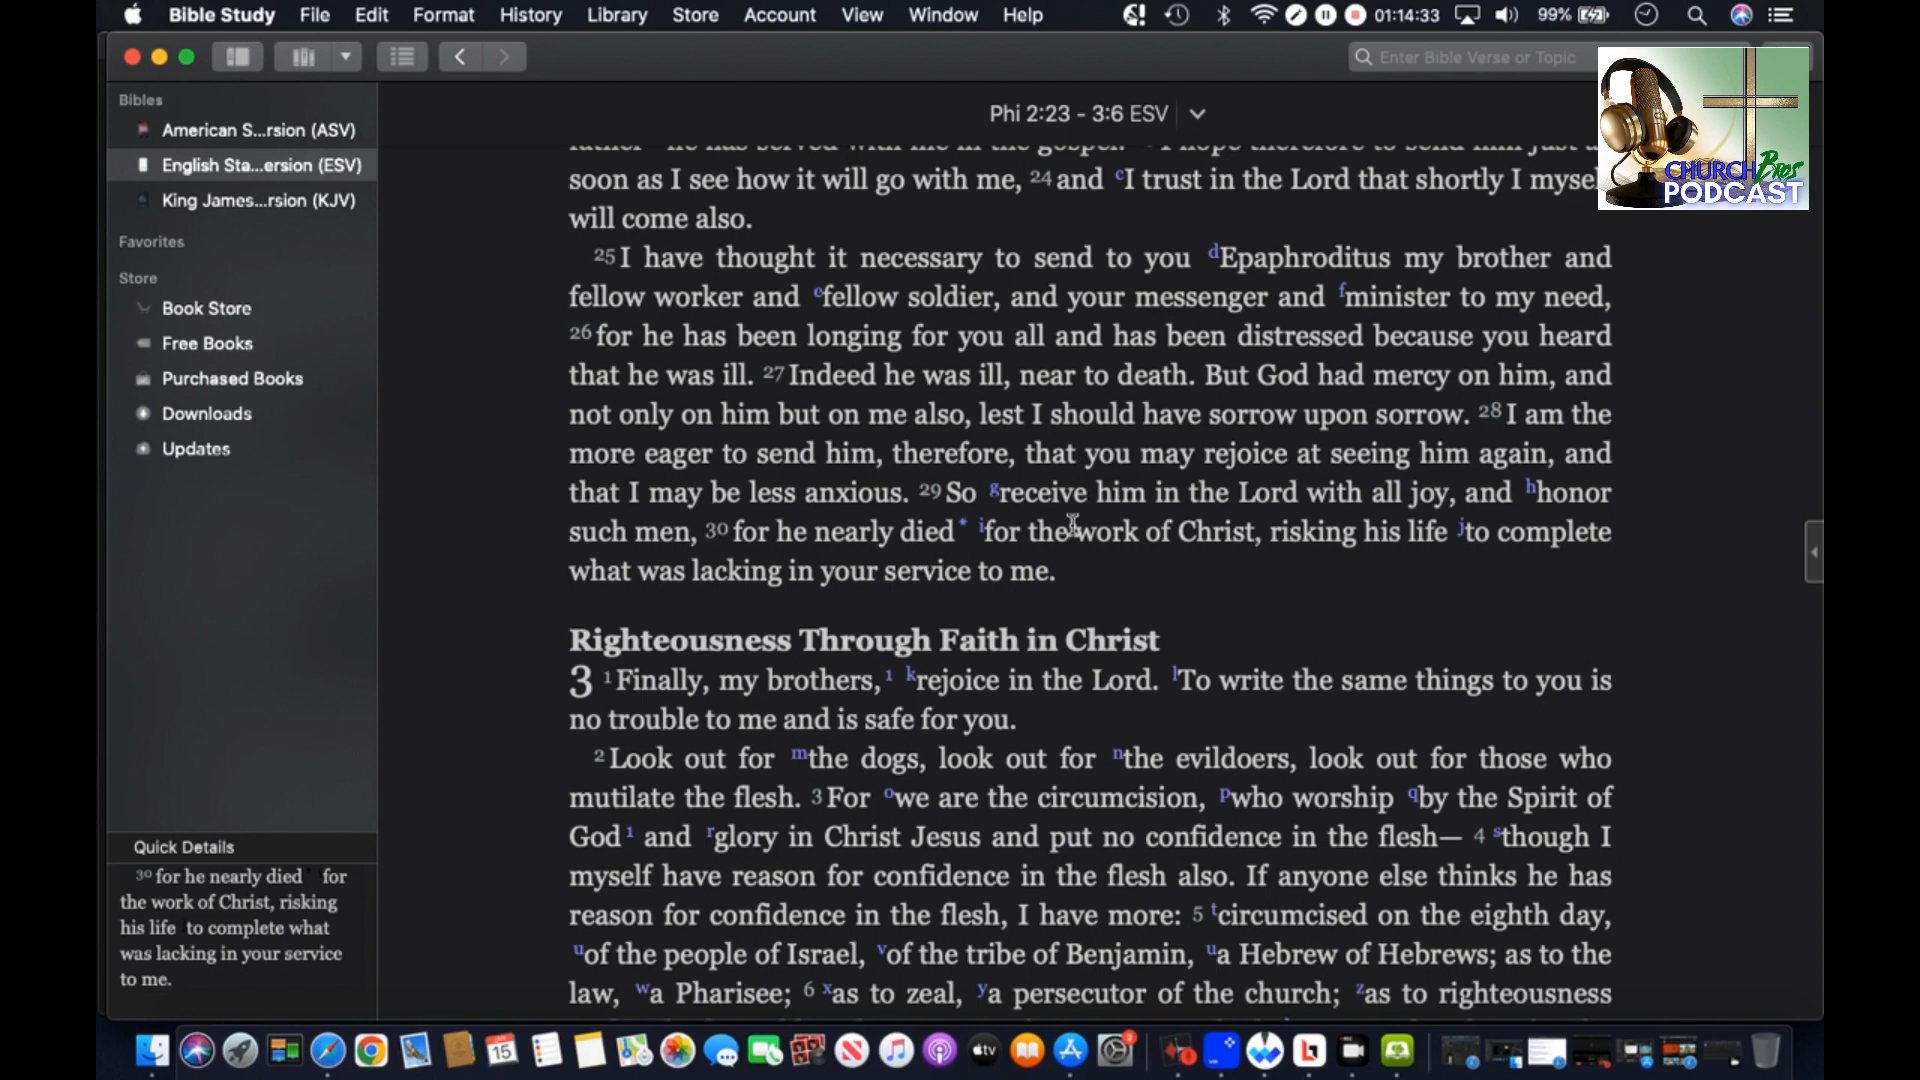 Bible Study File Edit Format History Library Store Account View Window Help 01:14:33 99%
Enter Bible Verse or Topic
CHURCH Bros
PODCAST
Bibles
American S...rsion (ASV)
English Sta...ersion (ESV)
King James...rsion (KJV)
Favorites
Store
Book Store
Free Books
Purchased Books
Downloads
Updates
Quick Details
30 for he nearly died for
the work of Christ, risking
his life to complete what
was lacking in your service
to me.
Phi 2:23 - 3:6 ESV
father he has served with me in the gospel. I hope therefore to send him just
soon as I see how it will go with me, 24 and cI trust in the Lord that shortly I
will come also.
25 I have thought it necessary to send to you dEpaphroditus my brother and
fellow worker and efellow soldier, and your messenger and fminister to my need,
26 for he has been longing for you all and has been distressed because you heard
that he was ill. 27 Indeed he was ill, near to death. But God had mercy on him, and
not only on him but on me also, lest I should have sorrow upon sorrow. 28 I am the
more eager to send him, therefore, that you may rejoice at seeing him again, and
that I may be less anxious. 29 So greceive him in the Lord with all joy, and hhonor
such men, 30 for he nearly died* ifor the work of Christ, risking his life jto complete
what was lacking in your service to me.
Righteousness Through Faith in Christ
3 1 Finally, my brothers,1 krejoice in the Lord. lTo write the same things to you is
no trouble to me and is safe for you.
2 Look out for mthe dogs, look out for nthe evildoers, look out for those who
mutilate the flesh. 3 For owe are the circumcision, pwho worship qby the Spirit of
God1 and rglory in Christ Jesus and put no confidence in the flesh— 4 sthough I
myself have reason for confidence in the flesh also. If anyone else thinks he has
reason for confidence in the flesh, I have more: 5 tcircumcised on the eighth day,
uof the people of Israel, vof the tribe of Benjamin, ua Hebrew of Hebrews; as to the
law, wa Pharisee; 6 xas to zeal, ya persecutor of the church; zas to righteousness
15
tv